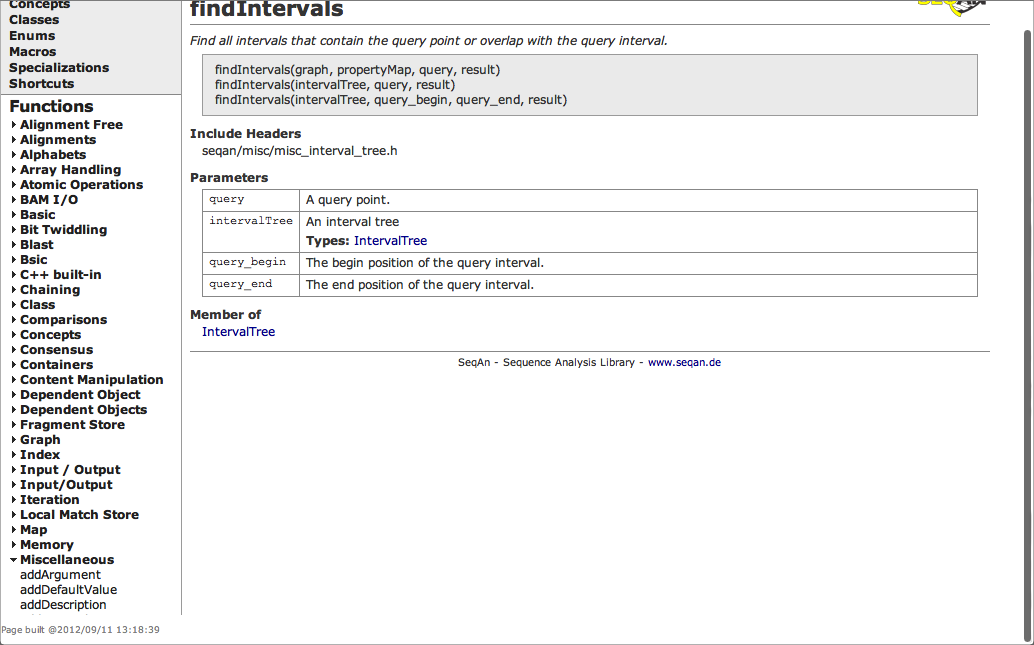 Concepts
Classes
Enums
Macros
Specializations
Shortcuts
Functions
Alignment Free
Alignments
Alphabets
Array Handling
Atomic Operations
BAM I/O
Basic
Bit Twiddling
Blast
Bsic
C++ built-in
Chaining
Class
Comparisons
Concepts
Consensus
Containers
Content Manipulation
Dependent Object
Dependent Objects
Fragment Store
Graph
Index
Input / Output
Input/Output
Iteration
Local Match Store
Map
Memory
Miscellaneous
addArgument
addDefaultValue
addDescription
Page built @2012/09/11 13:18:39
findIntervals
Find all intervals that contain the query point or overlap with the query interval.
findIntervals(graph, propertyMap, query, result)
findIntervals(intervalTree, query, result)
findIntervals(intervalTree, query_begin, query_end, result)
Include Headers
seqan/misc/misc_interval_tree.h
Parameters
query A query point.
intervalTree An interval tree
Types: IntervalTree
query_begin The begin position of the query interval.
query_end The end position of the query interval.
Member of
IntervalTree
SeqAn - Sequence Analysis Library - www.seqan.de